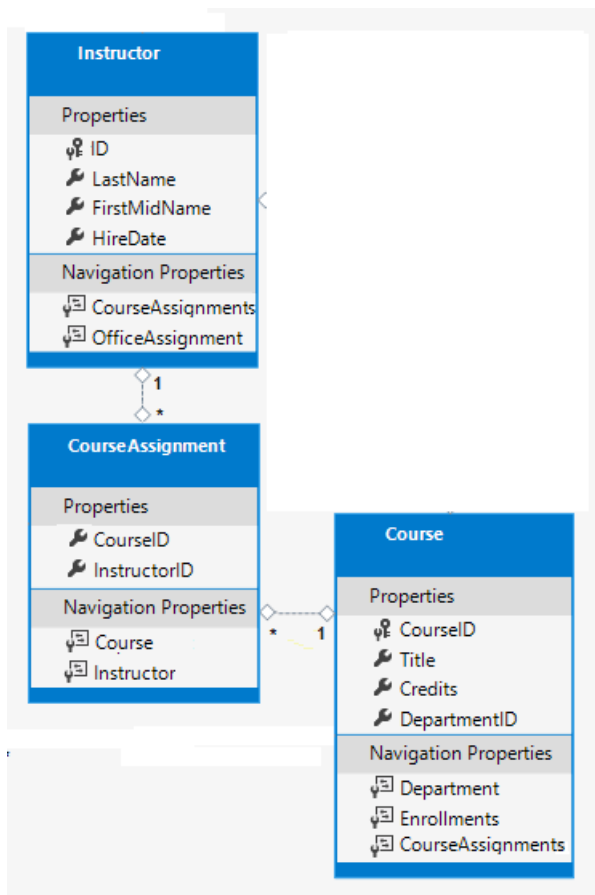 Instructor
Properties
ID
LastName
FirstMidName
HireDate
Navigation Properties
CourseAssignments
OfficeAssignment
1
*
CourseAssignment
Properties
CourseID
InstructorID
Navigation Properties
Course
Instructor
* 1
Course
Properties
CourseID
Title
Credits
DepartmentID
Navigation Properties
Department
Enrollments
CourseAssignments